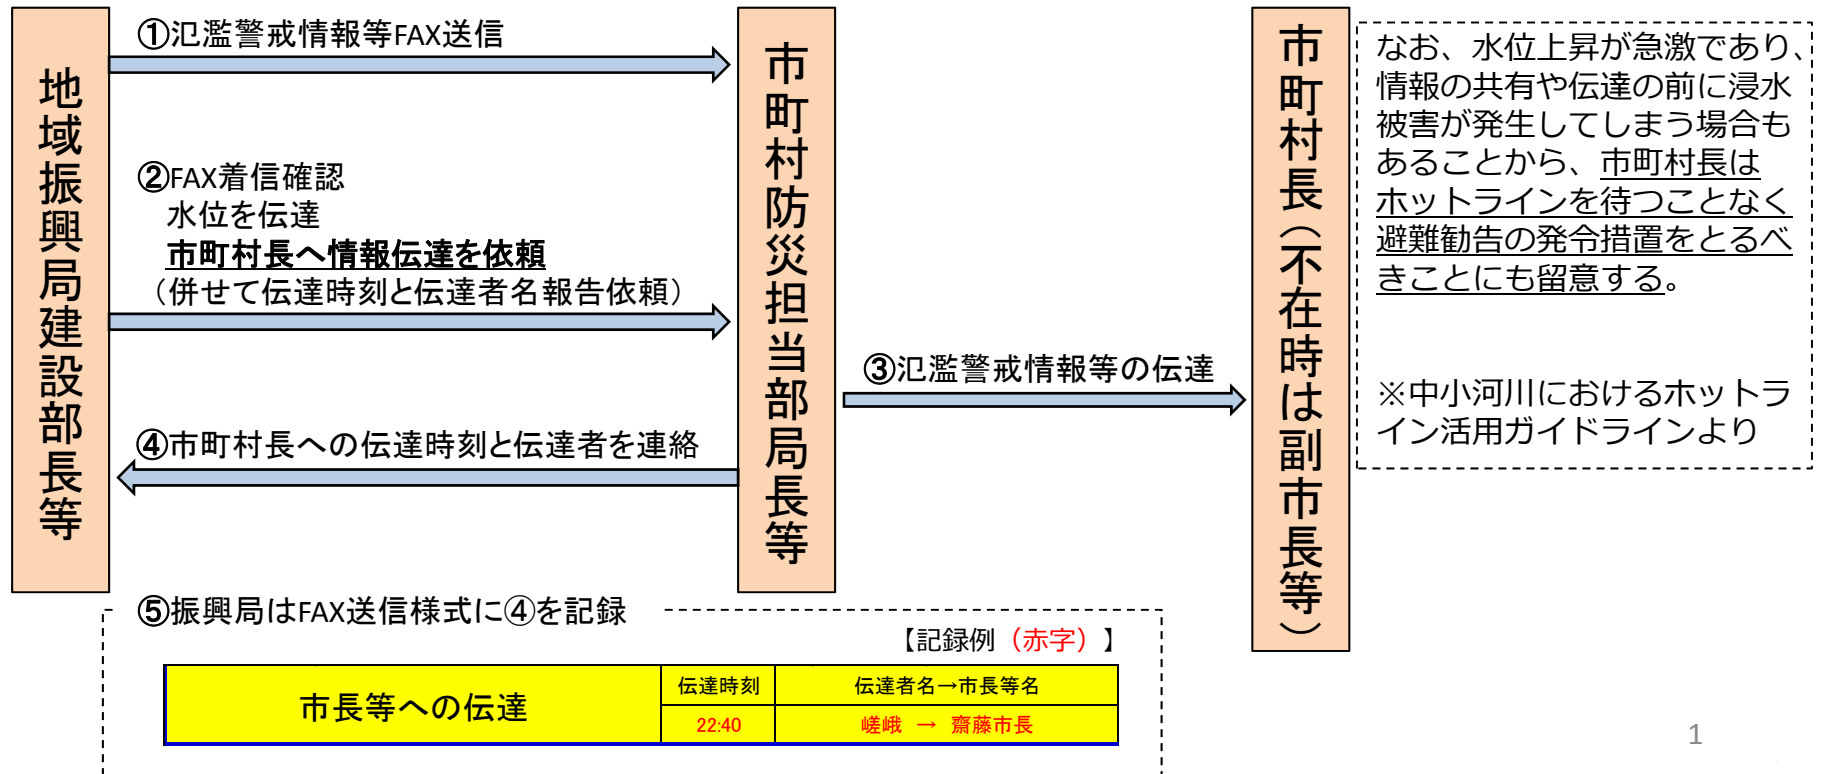 地域振興局建設部長等
①氾濫警戒情報等FAX送信
②FAX着信確認
水位を伝達
市町村長へ情報伝達を依頼
（併せて伝達時刻と伝達者名報告依頼）
④市町村長への伝達時刻と伝達者を連絡
市町村防災担当部局長等
③氾濫警戒情報等の伝達
市町村長（不在時は副市長等）
なお、水位上昇が急激であり、
情報の共有や伝達の前に浸水
被害が発生してしまう場合も
あることから、市町村長は
ホットラインを待つことなく
避難勧告の発令措置をとるべ
きことにも留意する。
※中小河川におけるホットラ
イン活用ガイドラインより
⑤振興局はFAX送信様式に④を記録
【記録例（赤字）】
市長等への伝達
伝達時刻
伝達者名→市長等名
22:40
嵯峨 → 齋藤市長
1